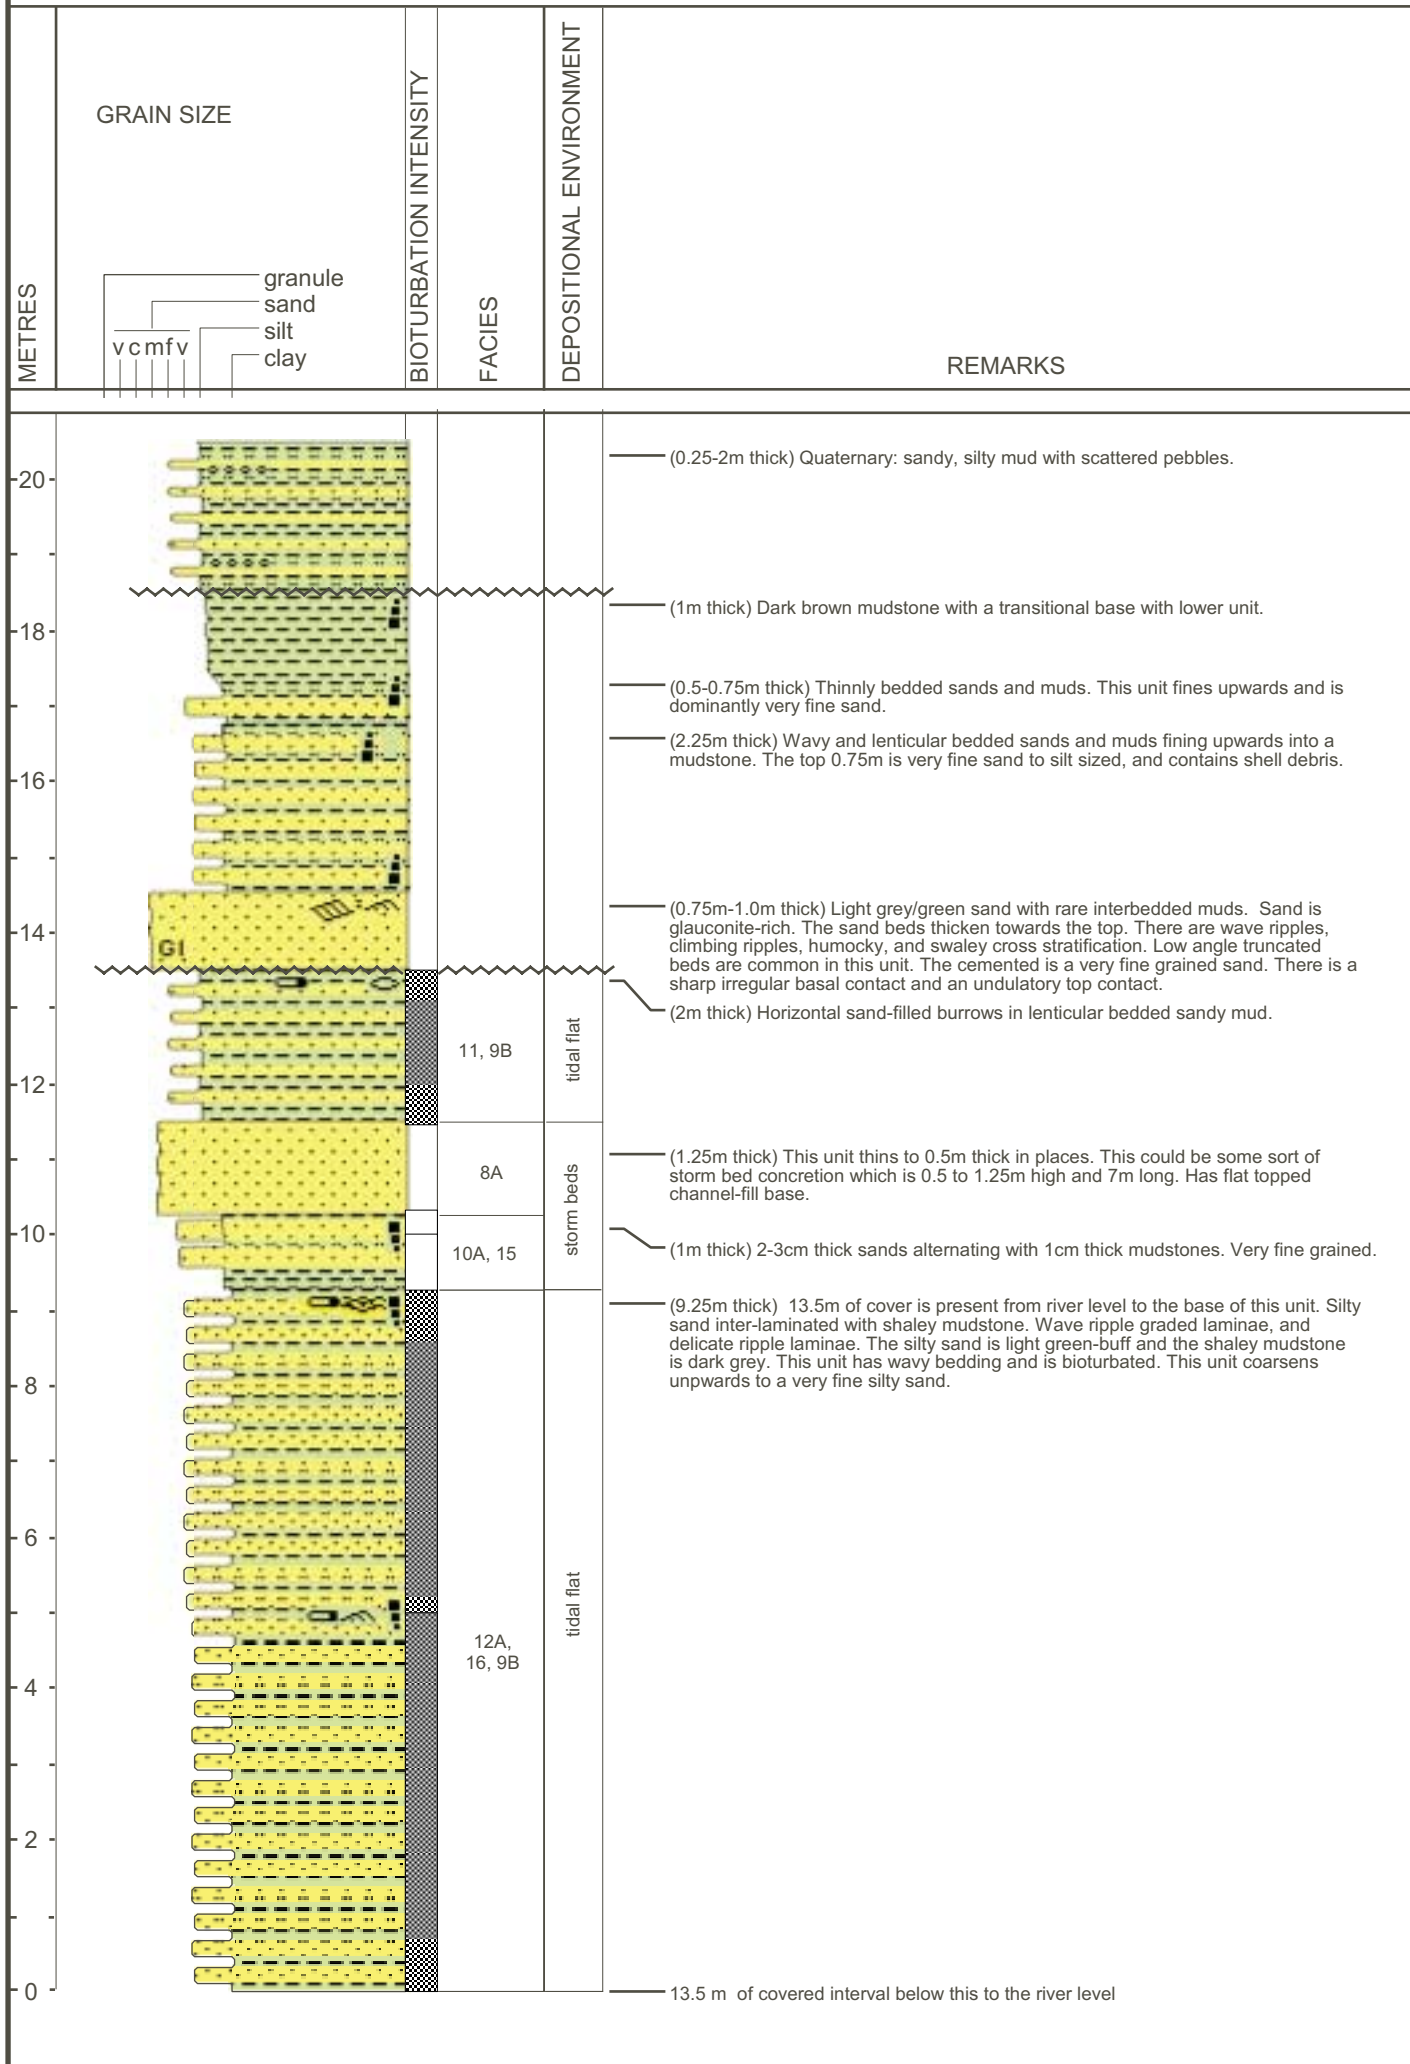 GRAIN SIZE
granule
sand
silt
clay
v c m f v
METRES
BIOTURBATION INTENSITY
FACIES
DEPOSITIONAL ENVIRONMENT
REMARKS
20
18
16
14
12
10
8
6
4
2
0
G1
11, 9B
8A
10A, 15
12A,
16, 9B
tidal flat
storm beds
tidal flat
(0.25-2m thick) Quaternary: sandy, silty mud with scattered pebbles.
(1m thick) Dark brown mudstone with a transitional base with lower unit.
(0.5-0.75m thick) Thinnly bedded sands and muds. This unit fines upwards and is
dominantly very fine sand.
(2.25m thick) Wavy and lenticular bedded sands and muds fining upwards into a
mudstone. The top 0.75m is very fine sand to silt sized, and contains shell debris.
(0.75m-1.0m thick) Light grey/green sand with rare interbedded muds. Sand is
glauconite-rich. The sand beds thicken towards the top. There are wave ripples,
climbing ripples, humocky, and swaley cross stratification. Low angle truncated
beds are common in this unit. The cemented is a very fine grained sand. There is a
sharp irregular basal contact and an undulatory top contact.
(2m thick) Horizontal sand-filled burrows in lenticular bedded sandy mud.
(1.25m thick) This unit thins to 0.5m thick in places. This could be some sort of
storm bed concretion which is 0.5 to 1.25m high and 7m long. Has flat topped
channel-fill base.
(1m thick) 2-3cm thick sands alternating with 1cm thick mudstones. Very fine grained.
(9.25m thick) 13.5m of cover is present from river level to the base of this unit. Silty
sand inter-laminated with shaley mudstone. Wave ripple graded laminae, and
delicate ripple laminae. The silty sand is light green-buff and the shaley mudstone
is dark grey. This unit has wavy bedding and is bioturbated. This unit coarsens
unpwards to a very fine silty sand.
13.5 m of covered interval below this to the river level